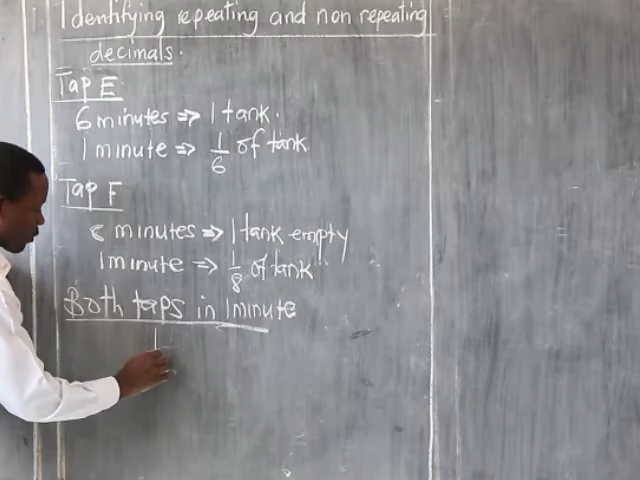 Identifying repeating and non repeating
decimals.
Tap E
6 minutes => 1 tank.
1 minute => 1/6 of tank
Tap F
8 minutes => 1 tank empty
1 minute => 1/8 of tank
Both taps in 1 minute
1